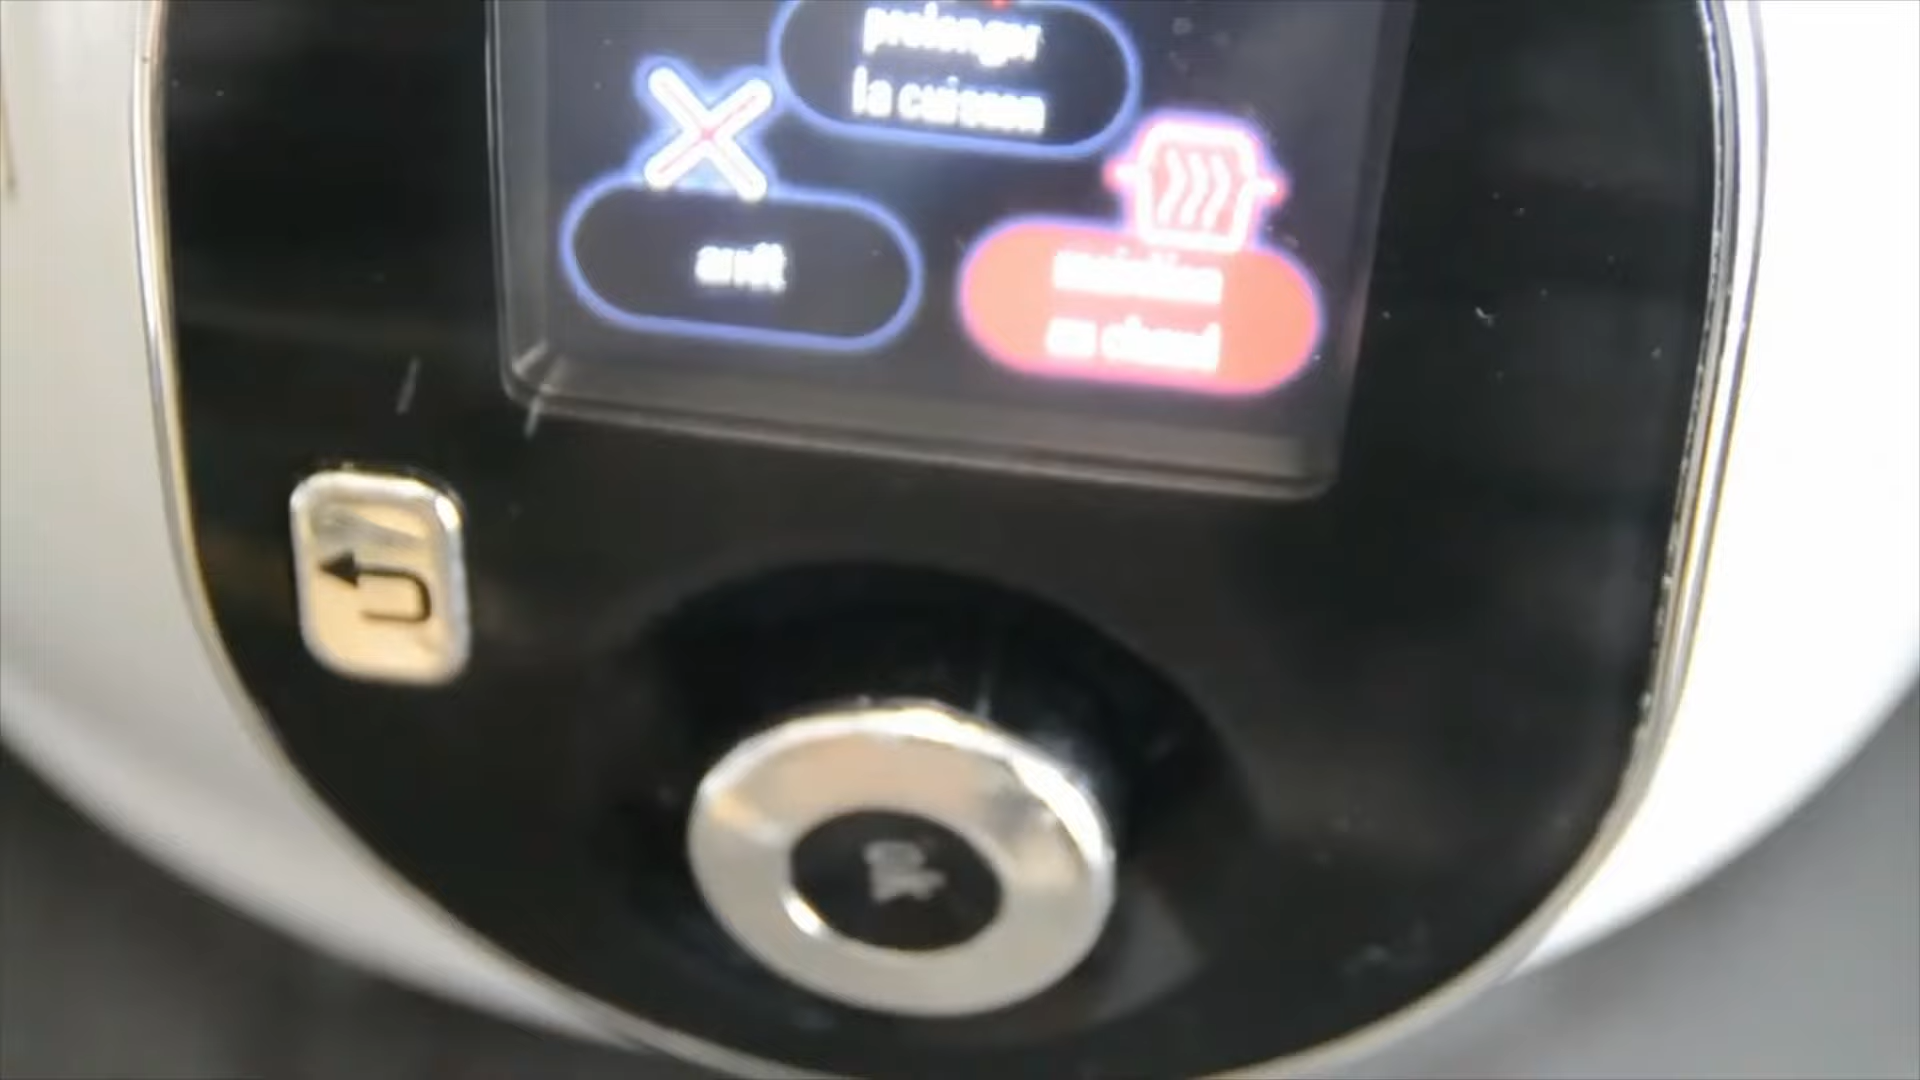 prolonger
la cuisson
arrêt
maintien
au chaud
ok